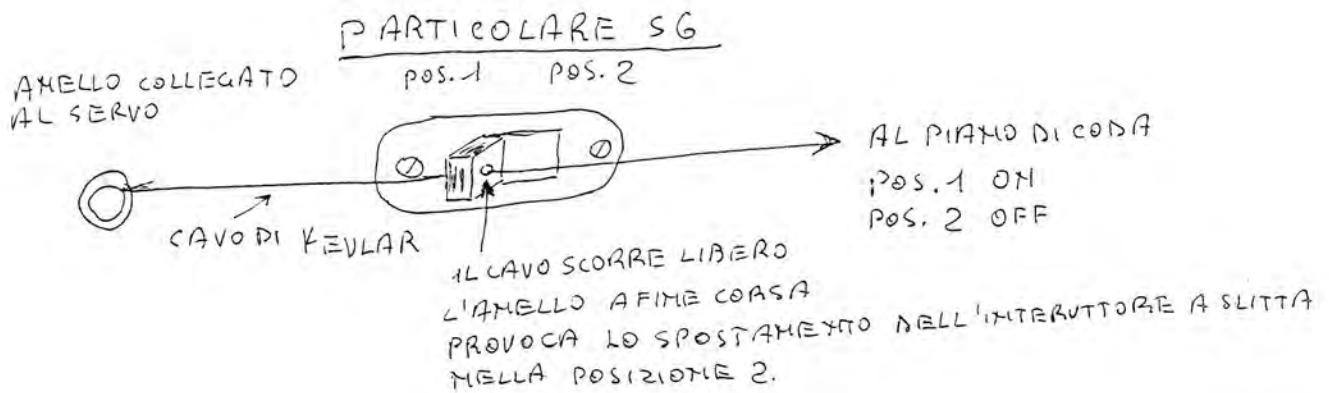 PARTICOLARE SG
POS. 1 POS. 2
ANELLO COLLEGATO
AL SERVO
AL PIANO DI CODA
POS. 1 ON
POS. 2 OFF
CAVO DI KEVLAR
IL CAVO SCORRE LIBERO
L'ANELLO A FINE CORSA
PROVOCA LO SPOSTAMENTO DELL'INTERUTTORE A SLITTA
NELLA POSIZIONE 2.